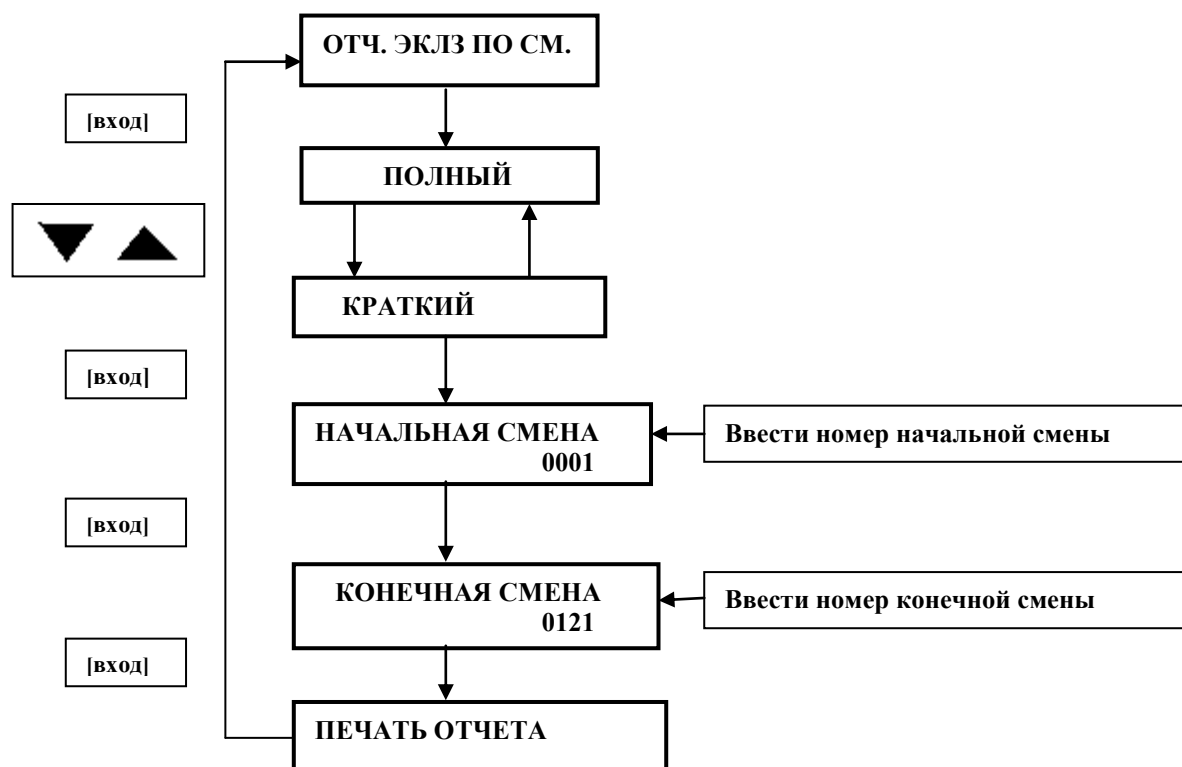 ОТЧ. ЭКЛЗ ПО СМ.
[вход]
ПОЛНЫЙ
КРАТКИЙ
[вход]
НАЧАЛЬНАЯ СМЕНА
0001
Ввести номер начальной смены
[вход]
КОНЕЧНАЯ СМЕНА
0121
Ввести номер конечной смены
[вход]
ПЕЧАТЬ ОТЧЕТА